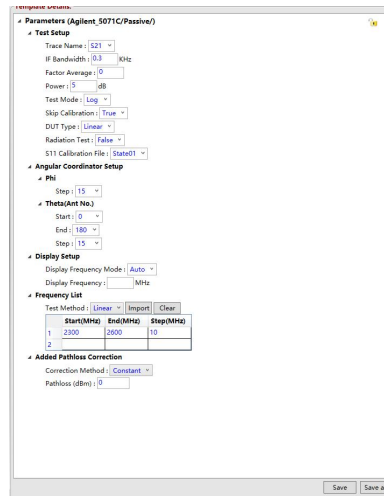 Template Details:
Parameters (Agilent_5071C/Passive/)
Test Setup
Trace Name : S21
IF Bandwidth : 0.3 KHz
Factor Average : 0
Power : 5 dB
Test Mode : Log
Skip Calibration : True
DUT Type : Linear
Radiation Test : False
S11 Calibration File : State01
Angular Coordinator Setup
Phi
Step : 15
Theta(Ant No.)
Start : 0
End : 180
Step : 15
Display Setup
Display Frequency Mode : Auto
Display Frequency : MHz
Frequency List
Test Method : Linear Import Clear
Start(MHz) End(MHz) Step(MHz)
1 2300 2600 10
2
Added Pathloss Correction
Correction Method : Constant
Pathloss (dBm) : 0
Save Save a